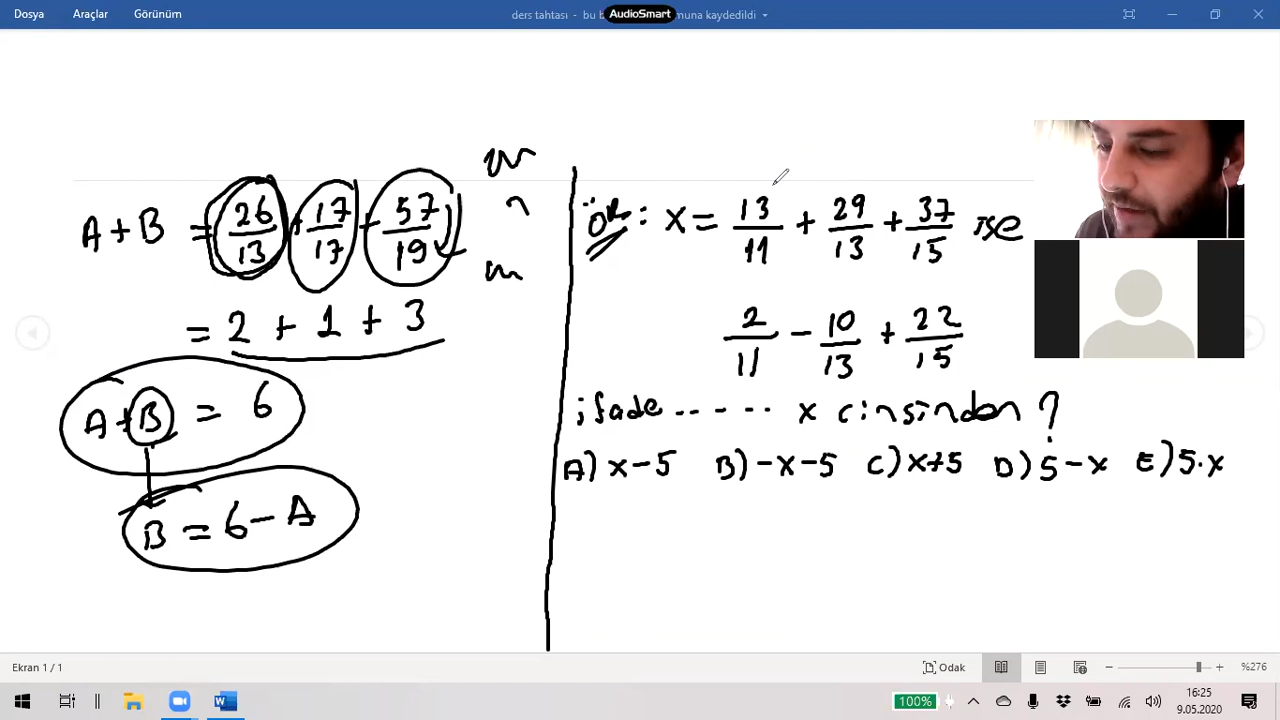 Dosya Araçlar Görünüm
ders tahtası - bu b
AudioSmart
muna kaydedildi
A+B = 26/13 + 17/17 + 57/19
= 2 + 1 + 3
A+B = 6
B = 6 - A
Ör: x = 13/11 + 29/13 + 37/15 ise
2/11 - 10/13 + 22/15
ifade ...... x cinsinden ?
A) x-5 B) -x-5 C) x+5 D) 5-x E) 5.x
Ekran 1 / 1
Odak
%276
100%
16:25
9.05.2020